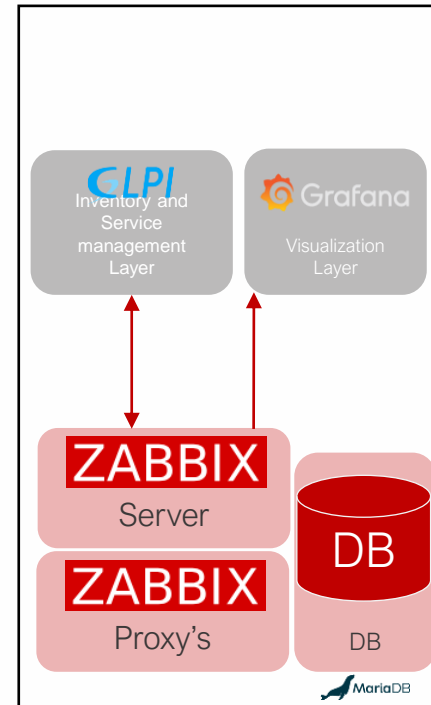 GLPI
Inventory and
Service
management
Layer
Grafana
Visualization
Layer
ZABBIX
Server
ZABBIX
Proxy's
DB
DB
MariaDB